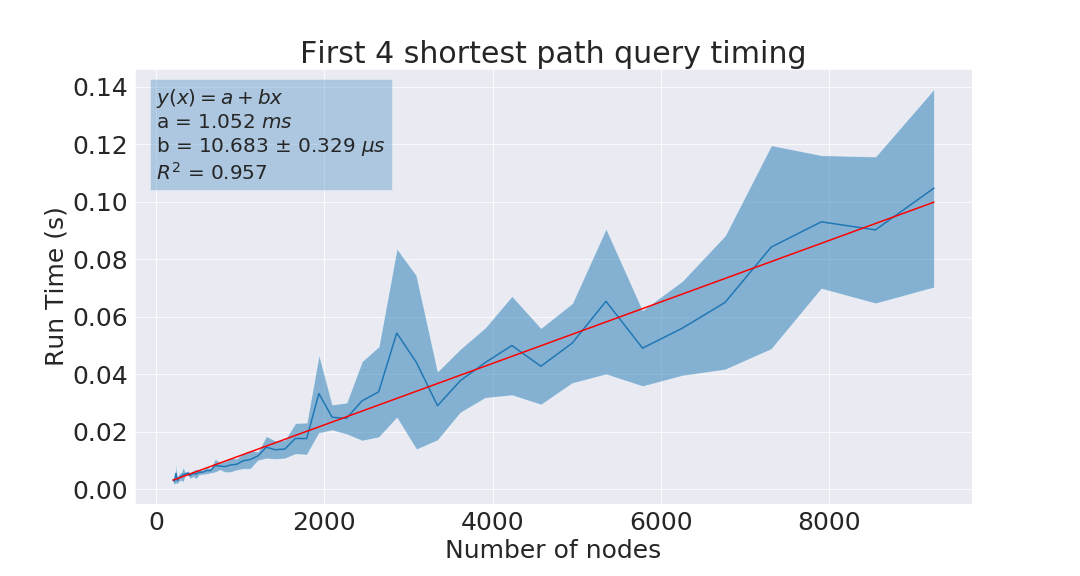 First 4 shortest path query timing
y(x) = a + bx
a = 1.052 ms
b = 10.683 ± 0.329 μs
R² = 0.957
0.14
0.12
0.10
0.08
0.06
0.04
0.02
0.00
Run Time (s)
0 2000 4000 6000 8000
Number of nodes